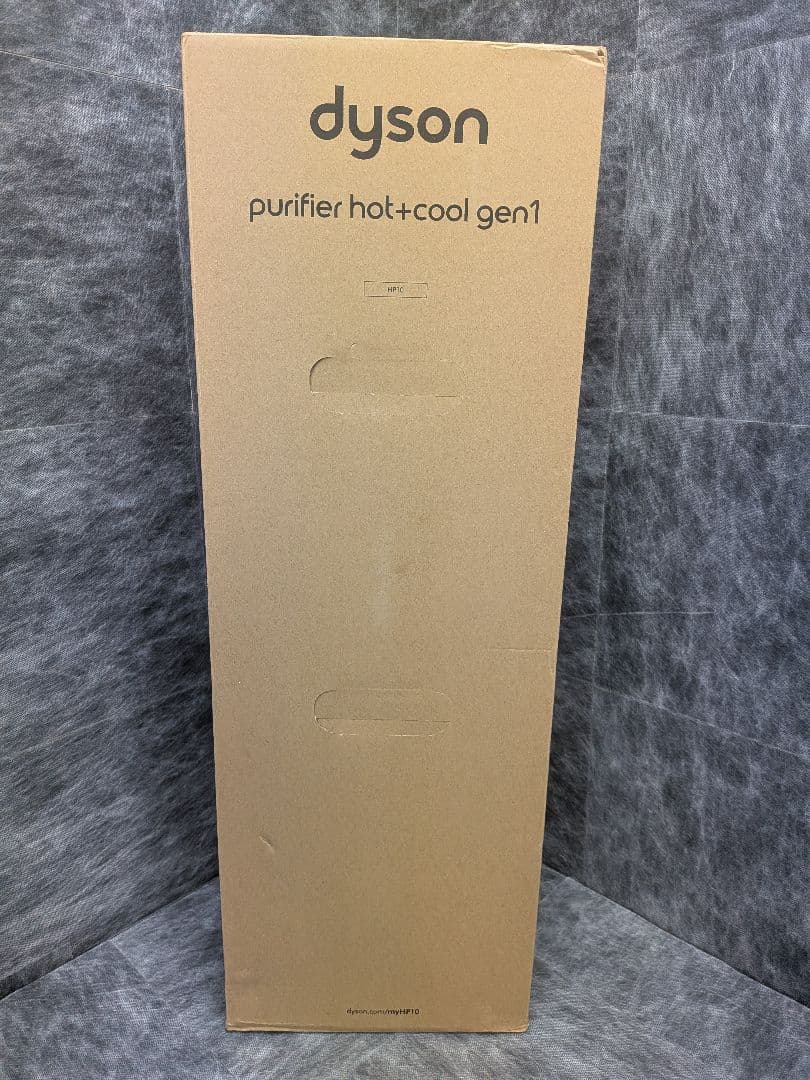 dyson
purifier hot+cool gen1
HP10
dyson.com/myHP10